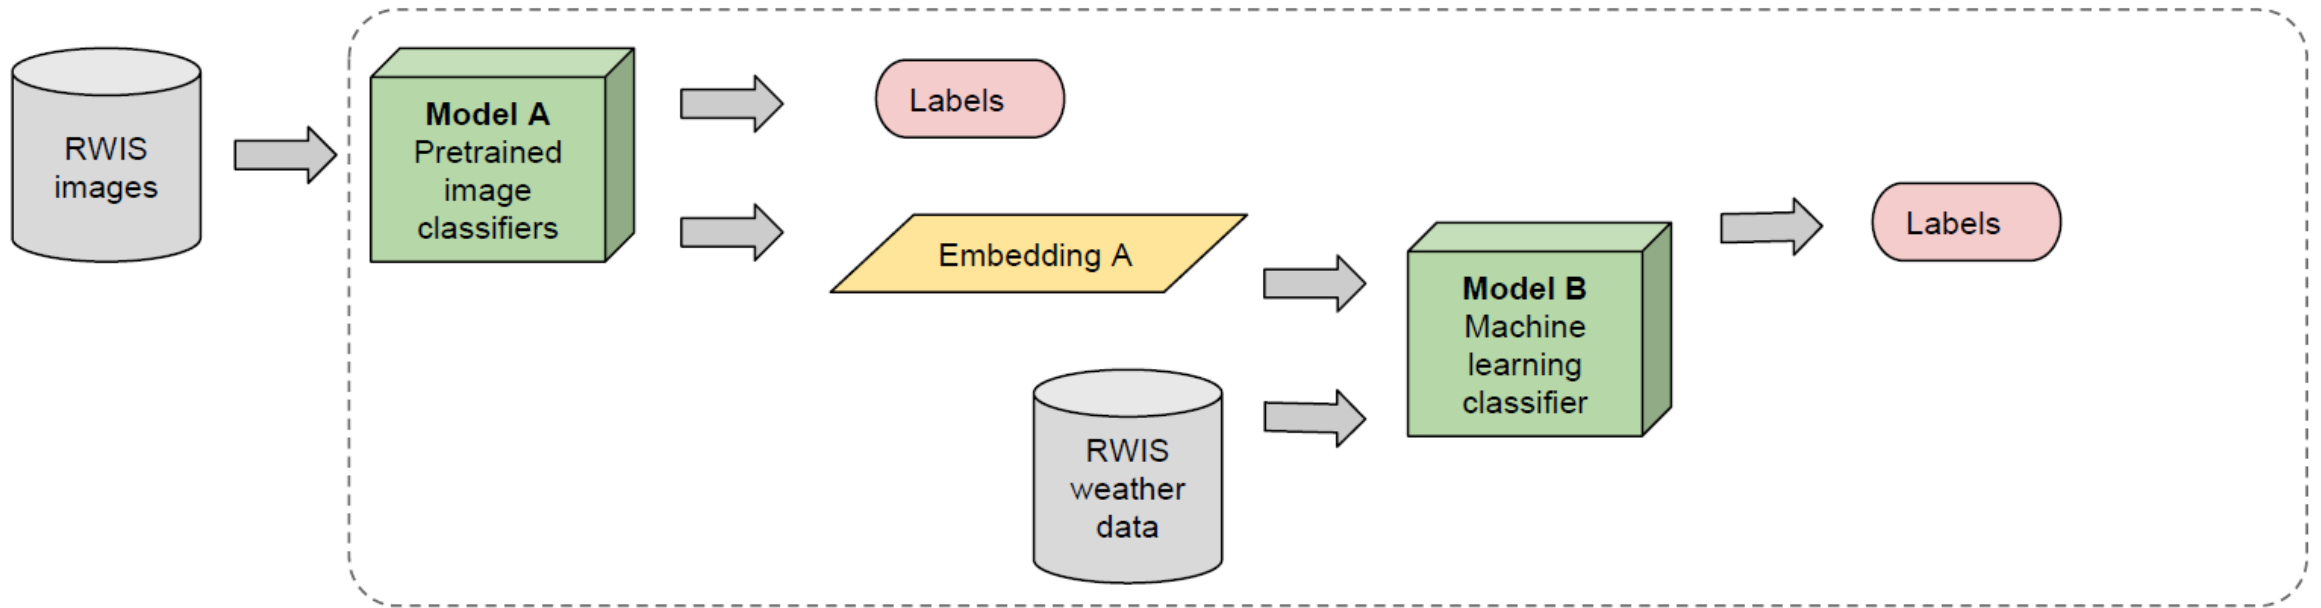 RWIS
images
Model A
Pretrained
image
classifiers
Labels
Embedding A
RWIS
weather
data
Model B
Machine
learning
classifier
Labels